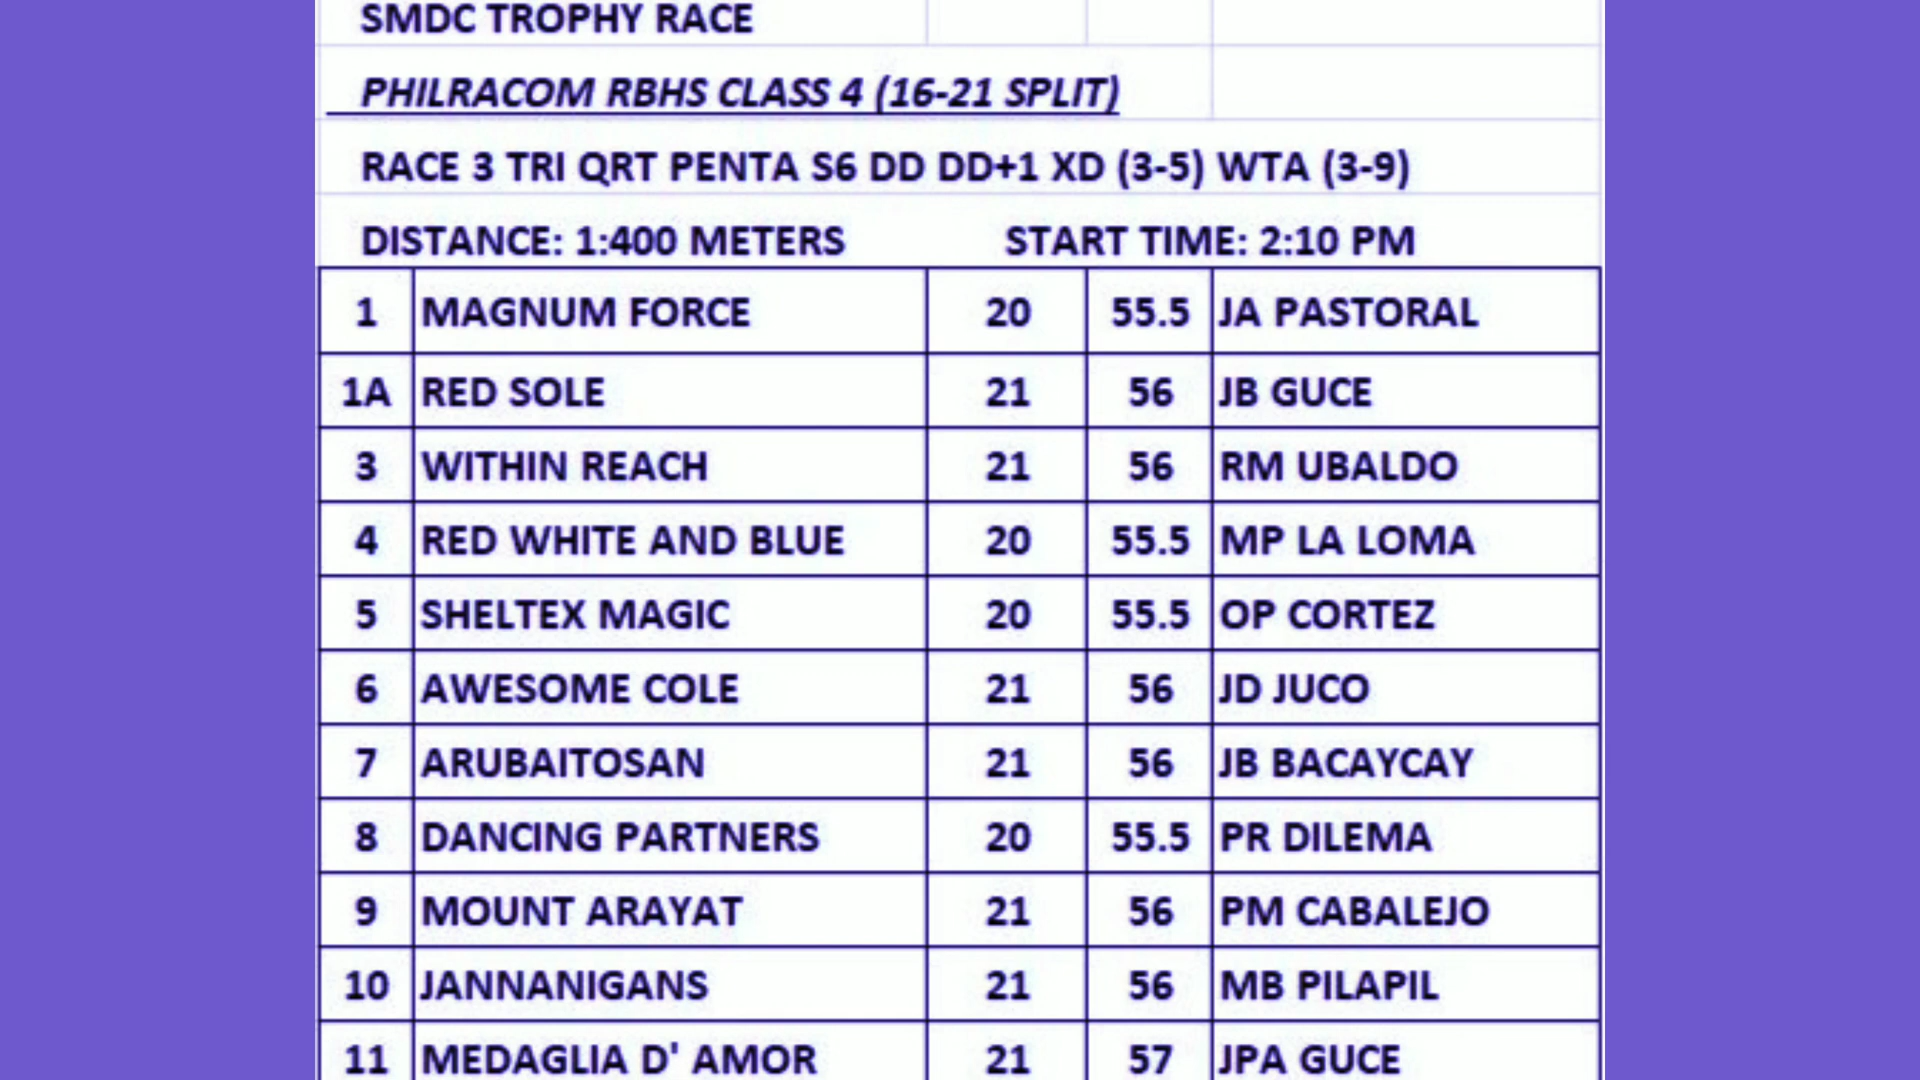 SMDC TROPHY RACE
PHILRACOM RBHS CLASS 4 (16-21 SPLIT)
RACE 3 TRI QRT PENTA S6 DD DD+1 XD (3-5) WTA (3-9)
DISTANCE: 1:400 METERS START TIME: 2:10 PM
1 MAGNUM FORCE 20 55.5 JA PASTORAL
1A RED SOLE 21 56 JB GUCE
3 WITHIN REACH 21 56 RM UBALDO
4 RED WHITE AND BLUE 20 55.5 MP LA LOMA
5 SHELTEX MAGIC 20 55.5 OP CORTEZ
6 AWESOME COLE 21 56 JD JUCO
7 ARUBAITOSAN 21 56 JB BACAYCAY
8 DANCING PARTNERS 20 55.5 PR DILEMA
9 MOUNT ARAYAT 21 56 PM CABALEJO
10 JANNANIGANS 21 56 MB PILAPIL
11 MEDAGLIA D' AMOR 21 57 JPA GUCE